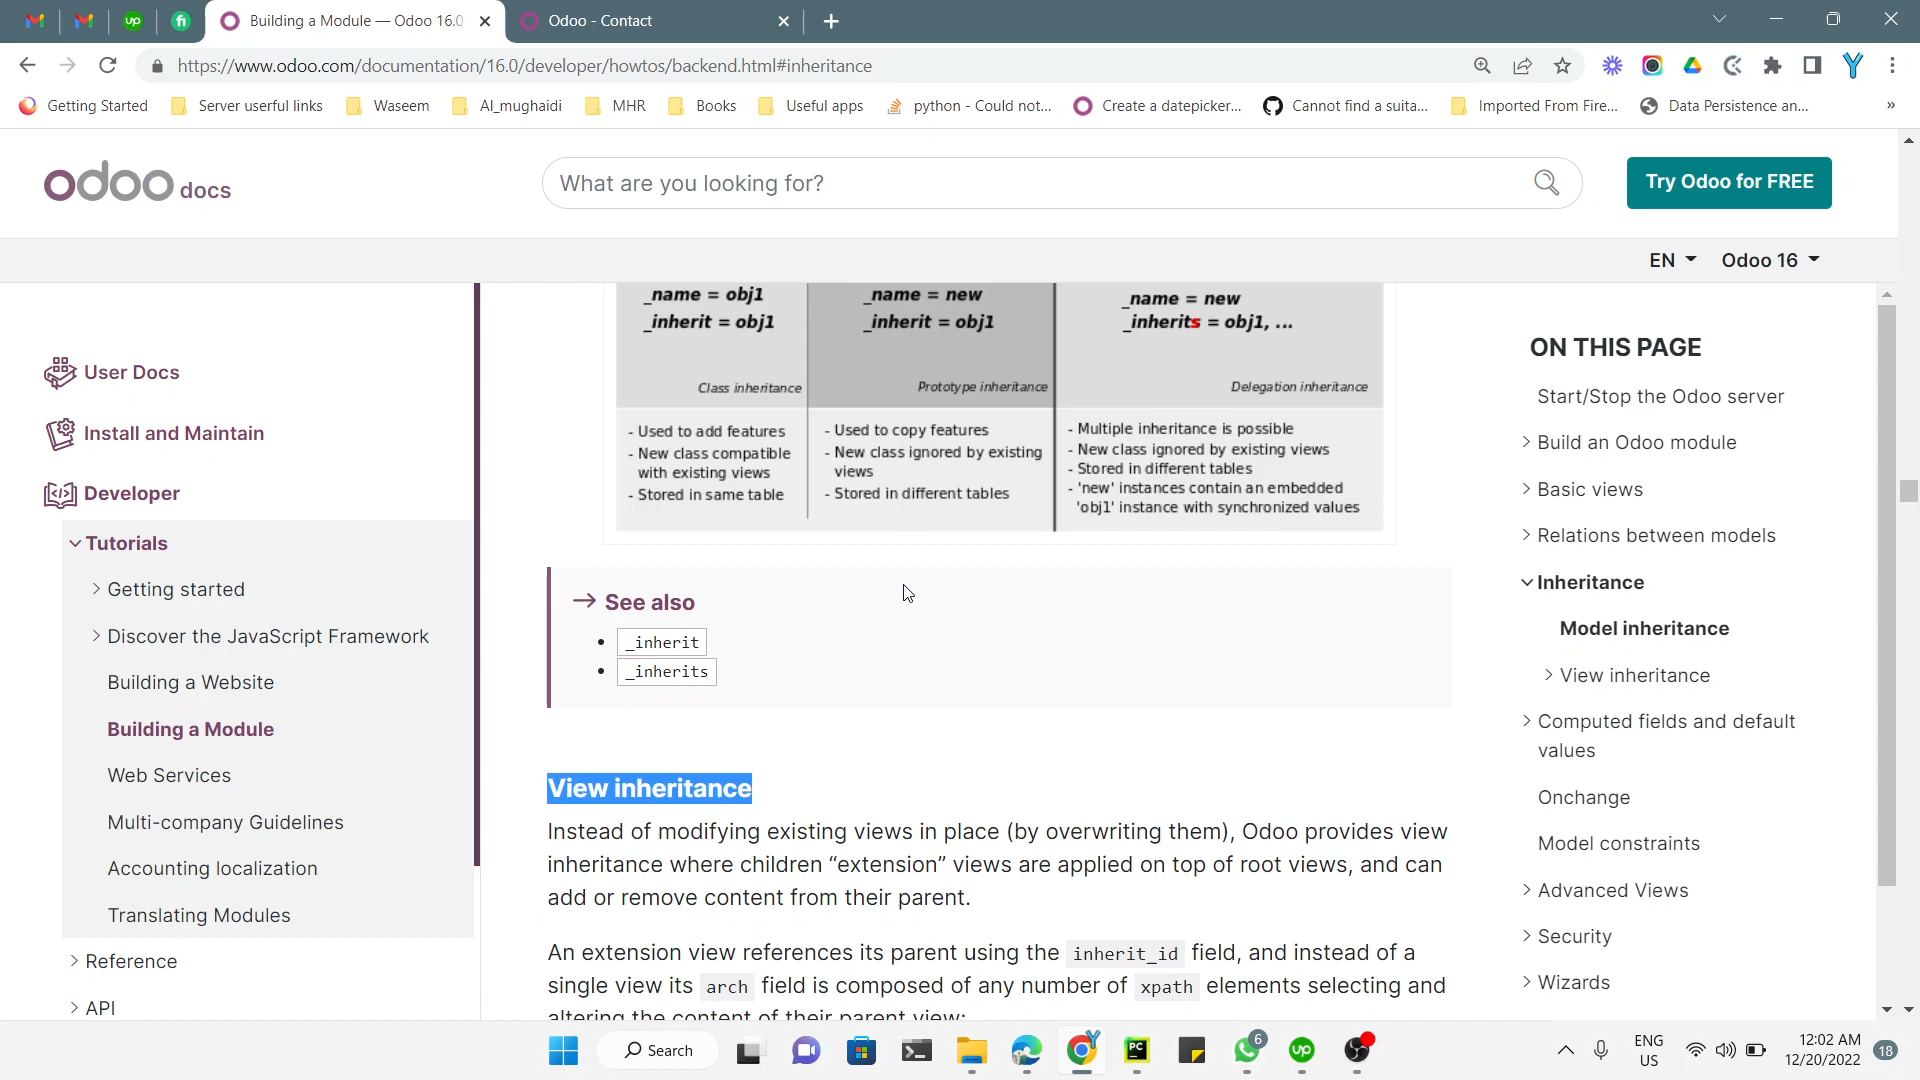 Building a Module — Odoo 16.0
Odoo - Contact
https://www.odoo.com/documentation/16.0/developer/howtos/backend.html#inheritance
Getting Started
Server userful links
Waseem
Al_mughaidi
MHR
Books
Useful apps
python - Could not...
Create a datepicker...
Cannot find a suita...
Imported From Fire...
Data Persistence an...
»
odoo docs
What are you looking for?
Try Odoo for FREE
EN
Odoo 16
User Docs
Install and Maintain
Developer
Tutorials
Getting started
Discover the JavaScript Framework
Building a Website
Building a Module
Web Services
Multi-company Guidelines
Accounting localization
Translating Modules
Reference
API
_name = obj1
_inherit = obj1
Class inheritance
- Used to add features
- New class compatible
with existing views
- Stored in same table
_name = new
_inherit = obj1
Prototype inheritance
- Used to copy features
- New class ignored by existing
views
- Stored in different tables
_name = new
_inherits = obj1, ...
Delegation inheritance
- Multiple inheritance is possible
- New class ignored by existing views
- Stored in different tables
- 'new' instances contain an embedded
'obj1' instance with synchronized values
See also
• _inherit
• _inherits
View inheritance
Instead of modifying existing views in place (by overwriting them), Odoo provides view
inheritance where children “extension” views are applied on top of root views, and can
add or remove content from their parent.
An extension view references its parent using the inherit_id field, and instead of a
single view its arch field is composed of any number of xpath elements selecting and
altering the content of their parent view:
ON THIS PAGE
Start/Stop the Odoo server
Build an Odoo module
Basic views
Relations between models
Inheritance
Model inheritance
View inheritance
Computed fields and default
values
Onchange
Model constraints
Advanced Views
Security
Wizards
Search
PC
6
up
ENG
US
12:02 AM
12/20/2022
18